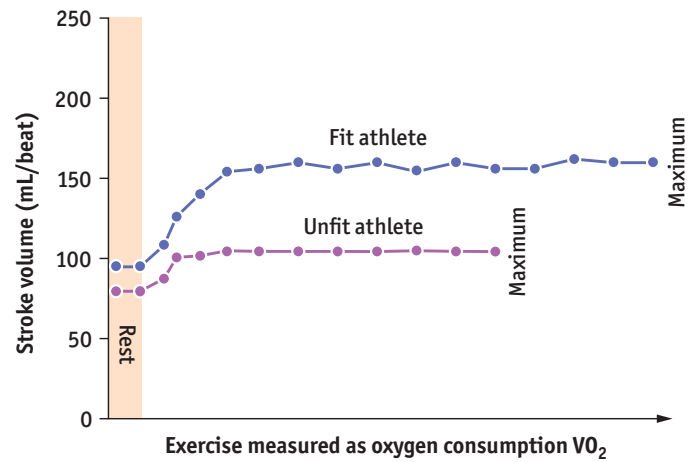 250
200
150
100
50
0
Stroke volume (mL/beat)
Rest
Fit athlete
Maximum
Unfit athlete
Maximum
Exercise measured as oxygen consumption VO₂